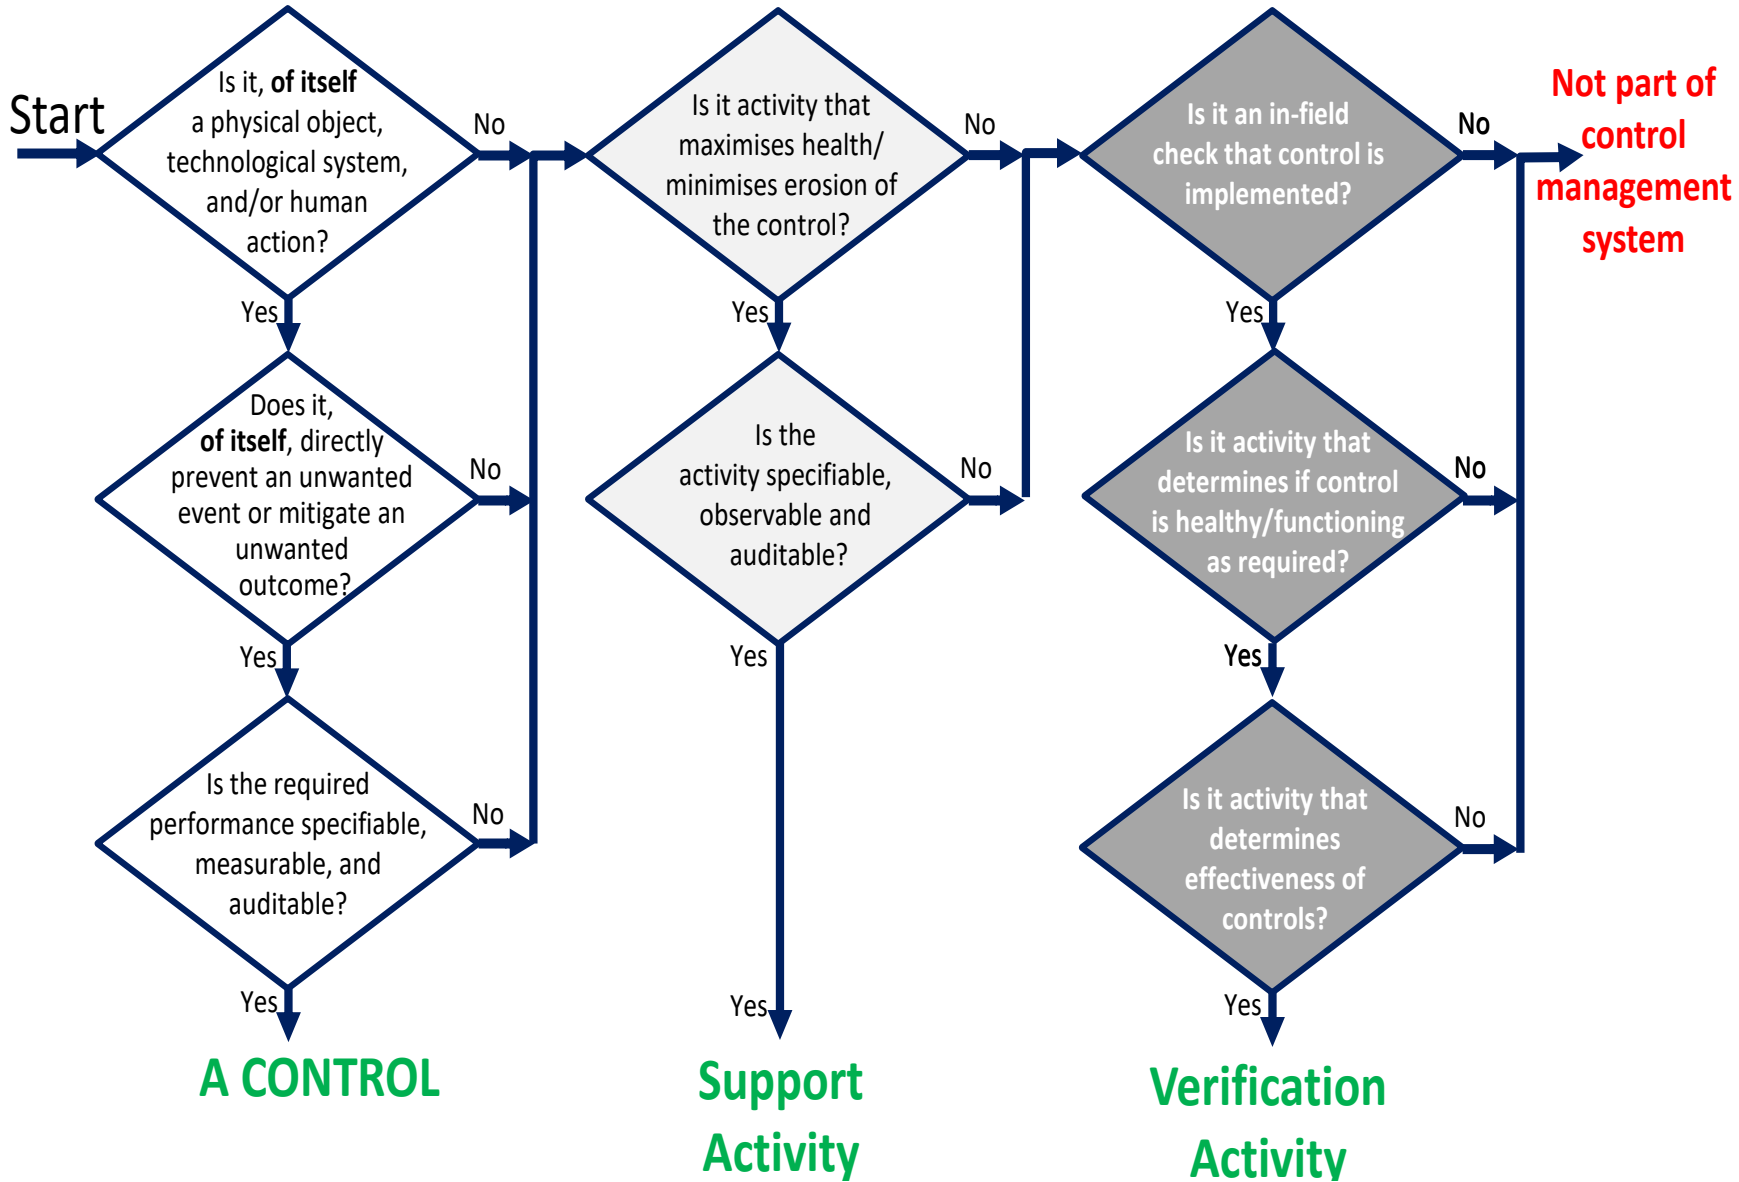 Start
Is it, of itself
a physical object,
technological system,
and/or human
action?
No
Yes
Does it,
of itself, directly
prevent an unwanted
event or mitigate an
unwanted
outcome?
No
Yes
Is the required
performance specifiable,
measurable, and
auditable?
No
Yes
A CONTROL
Is it activity that
maximises health/
minimises erosion of
the control?
No
Yes
Is the
activity specifiable,
observable and
auditable?
No
Yes
Yes
Support
Activity
Is it an in-field
check that control is
implemented?
No
Yes
Is it activity that
determines if control
is healthy/functioning
as required?
No
Yes
Is it activity that
determines
effectiveness of
controls?
No
Yes
Verification
Activity
Not part of
control
management
system